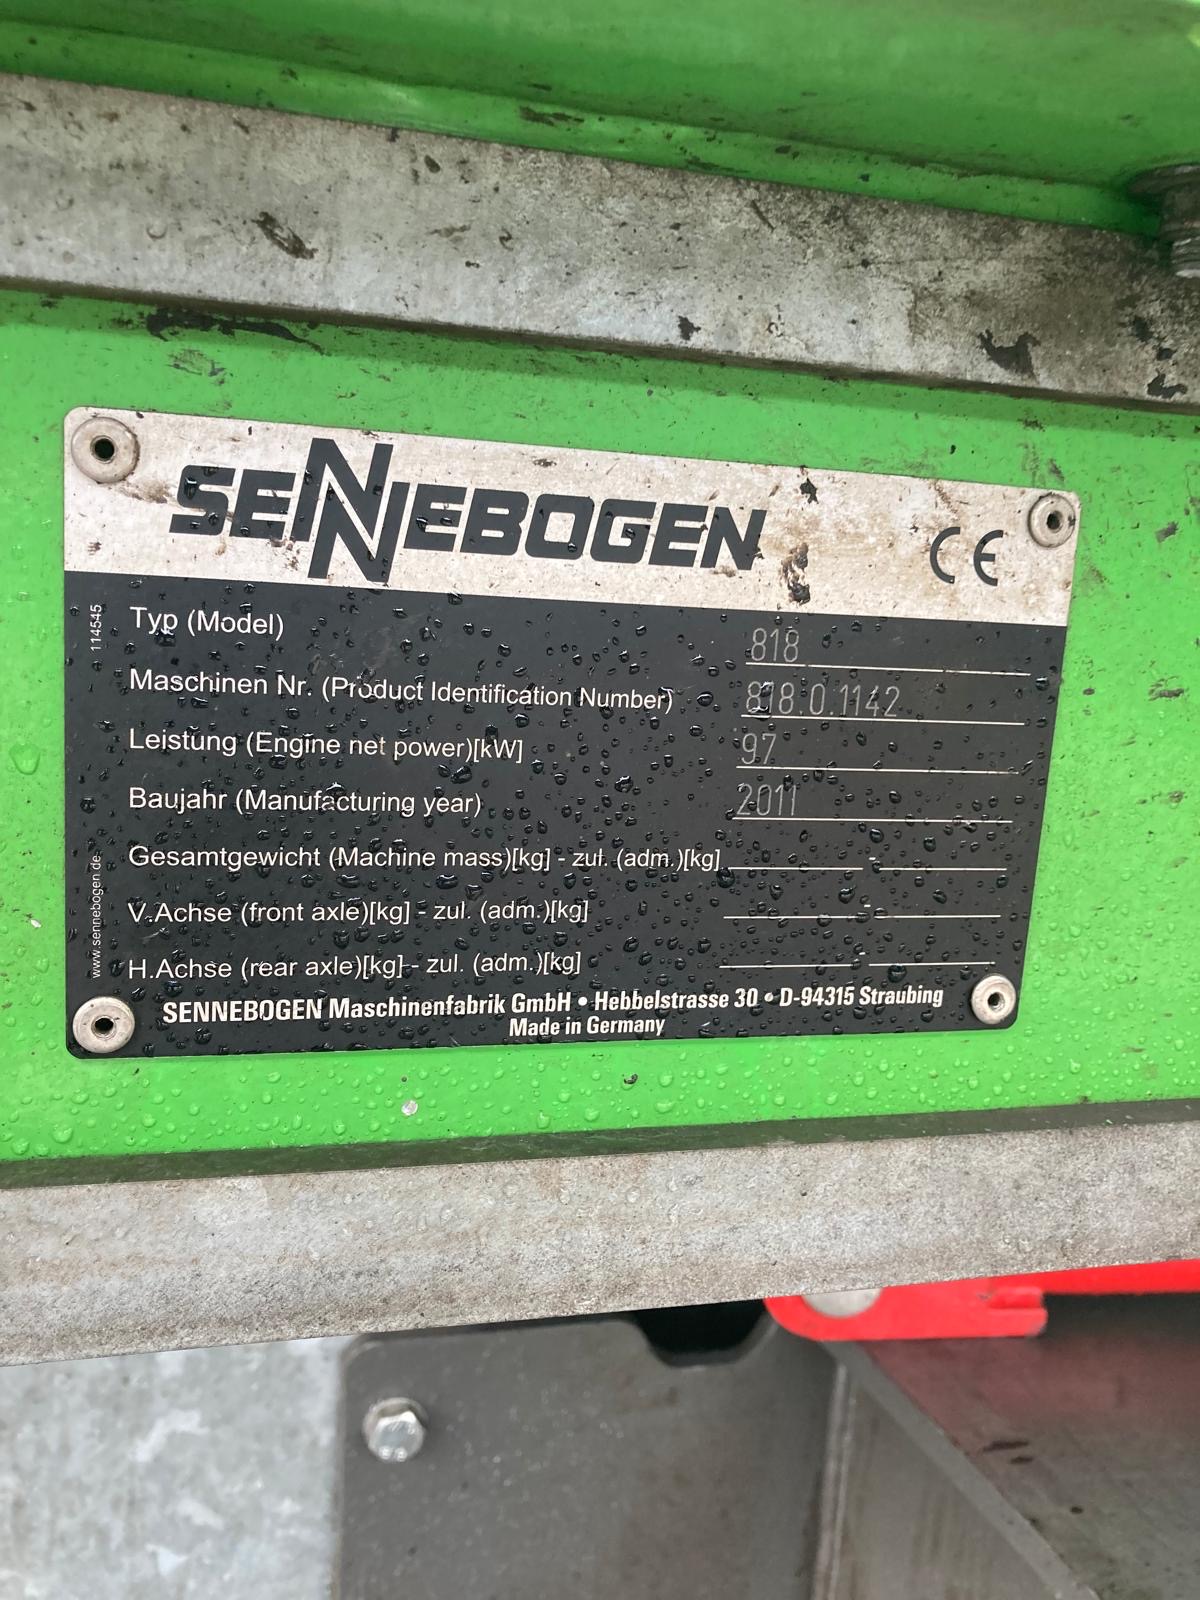 SENNEBOGEN
CE
114545
Typ (Model) 818
Maschinen Nr. (Product Identification Number) 818.0.1142
Leistung (Engine net power)[kW] 97
Baujahr (Manufacturing year) 2011
Gesamtgewicht (Machine mass)[kg] - zul. (adm.)[kg] -
V.Achse (front axle)[kg] - zul. (adm.)[kg] -
H.Achse (rear axle)[kg] - zul. (adm.)[kg]
www.sennebogen.de
SENNEBOGEN Maschinenfabrik GmbH • Hebbelstrasse 30 • D-94315 Straubing
Made in Germany